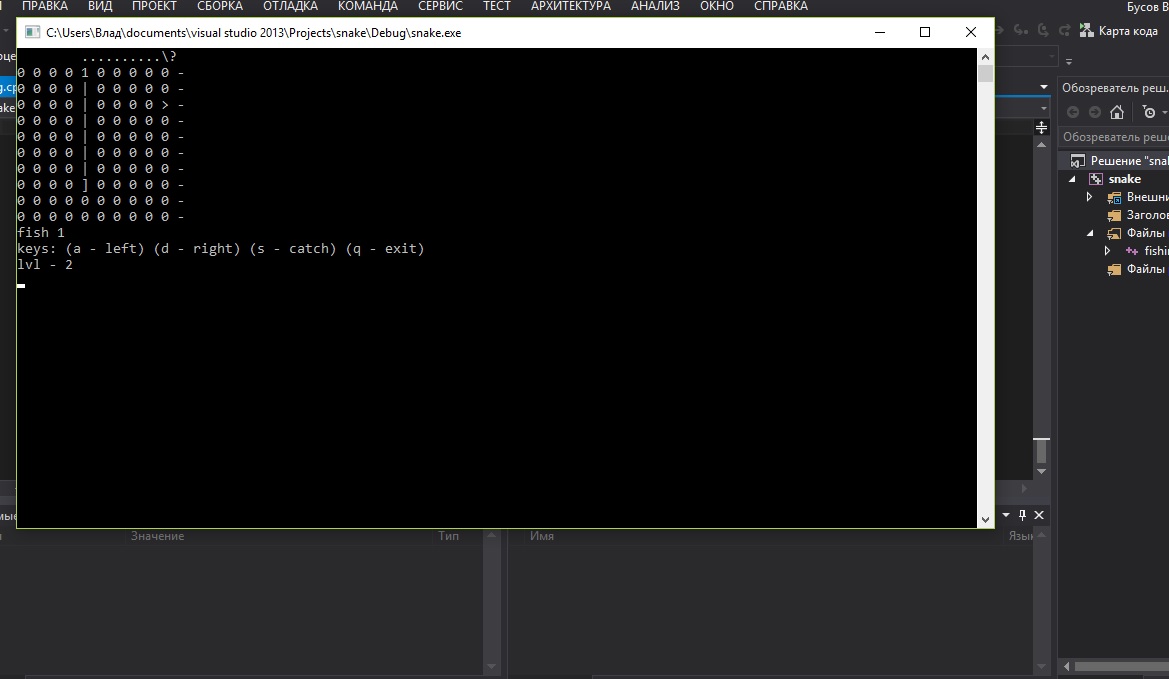 ПРАВКА ВИД ПРОЕКТ СБОРКА ОТЛАДКА КОМАНДА СЕРВИС ТЕСТ АРХИТЕКТУРА АНАЛИЗ ОКНО СПРАВКА Бусов В
C:\Users\Влад\documents\visual studio 2013\Projects\snake\Debug\snake.exe
Карта кода
..........\?
0 0 0 0 1 0 0 0 0 0 -
0 0 0 0 | 0 0 0 0 0 -
0 0 0 0 | 0 0 0 0 > -
0 0 0 0 | 0 0 0 0 0 -
0 0 0 0 | 0 0 0 0 0 -
0 0 0 0 | 0 0 0 0 0 -
0 0 0 0 | 0 0 0 0 0 -
0 0 0 0 ] 0 0 0 0 0 -
0 0 0 0 0 0 0 0 0 0 -
0 0 0 0 0 0 0 0 0 0 -
fish 1
keys: (a - left) (d - right) (s - catch) (q - exit)
lvl - 2
Обозреватель реш.
Обозреватель реше
Решение "sna
snake
Внешни
Заголов
Файлы
fishi
Файлы
Значение Тип Имя Язык